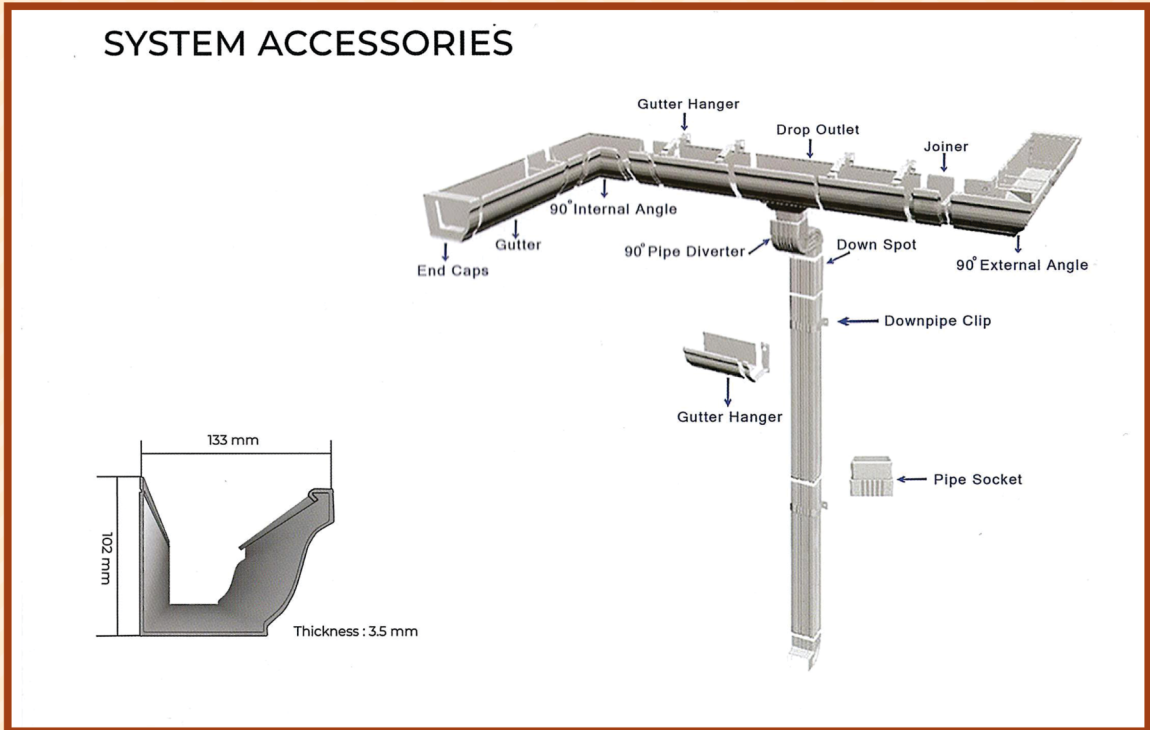 SYSTEM ACCESSORIES
Gutter Hanger
Drop Outlet
Joiner
90° Internal Angle
Gutter
End Caps
90° Pipe Diverter
Down Spot
90° External Angle
Downpipe Clip
Gutter Hanger
Pipe Socket
133 mm
102 mm
Thickness : 3.5 mm